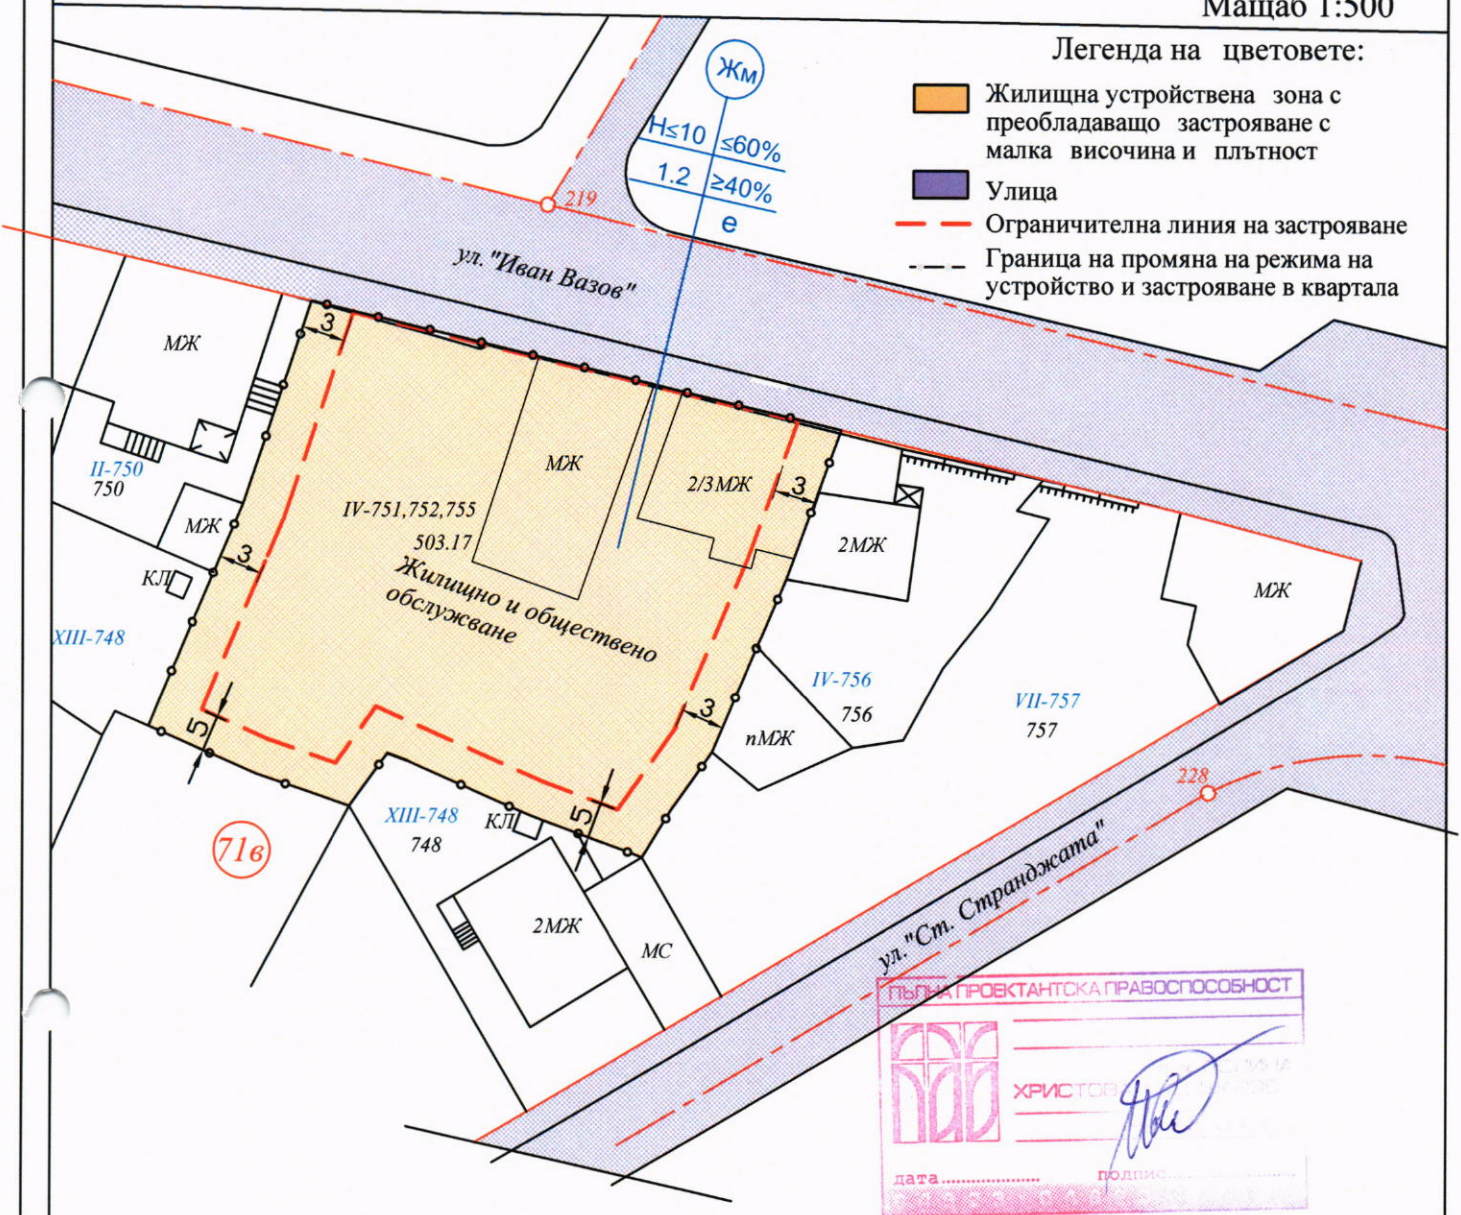 Мащаб 1:500
Легенда на цветовете:
Жилищна устройствена зона с
преобладаващо застрояване с
малка височина и плътност
Улица
Ограничителна линия на застрояване
Граница на промяна на режима на
устройство и застрояване в квартала
Жм
H≤10 ≤60%
1.2 ≥40%
е
219
ул. "Иван Вазов"
МЖ
3
II-750
750
МЖ
КЛ
XIII-748
3
МЖ
2/3МЖ
3
IV-751,752,755
503.17
Жилищно и обществено
обслужване
2МЖ
МЖ
IV-756
756
VII-757
757
пМЖ
3
5
5
228
71в
XIII-748
748
КЛ
2МЖ
МС
ул."Ст. Странджата"
ПЪЛНА ПРОЕКТАНТСКА ПРАВОСПОСОБНОСТ
ХРИСТОВ
дата
подпис